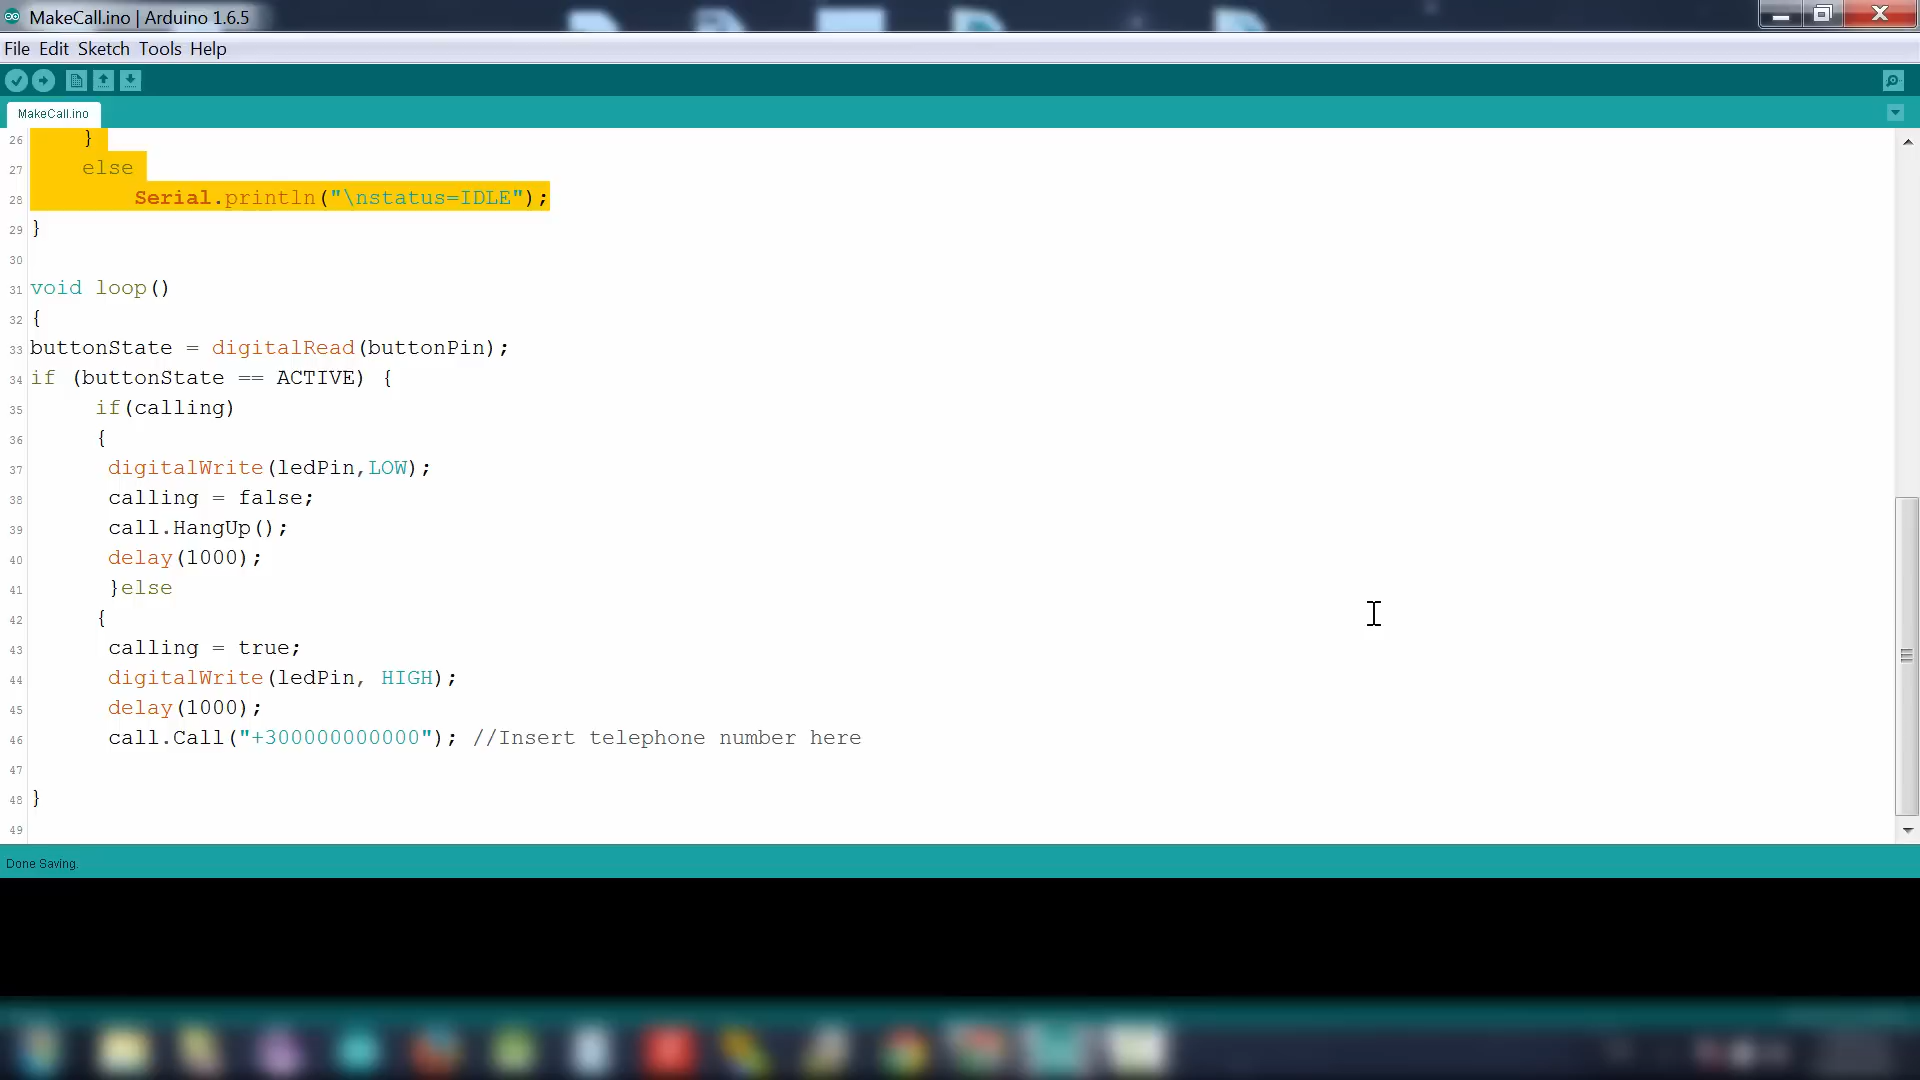 MakeCall.ino | Arduino 1.6.5
File Edit Sketch Tools Help
MakeCall.ino
26 }
27 else
28 Serial.println("\nstatus=IDLE");
29 }
30
31 void loop()
32 {
33 buttonState = digitalRead(buttonPin);
34 if (buttonState == ACTIVE) {
35 if(calling)
36 {
37 digitalWrite(ledPin,LOW);
38 calling = false;
39 call.HangUp();
40 delay(1000);
41 }else
42 {
43 calling = true;
44 digitalWrite(ledPin, HIGH);
45 delay(1000);
46 call.Call("+300000000000"); //Insert telephone number here
47
48 }
49
Done Saving.